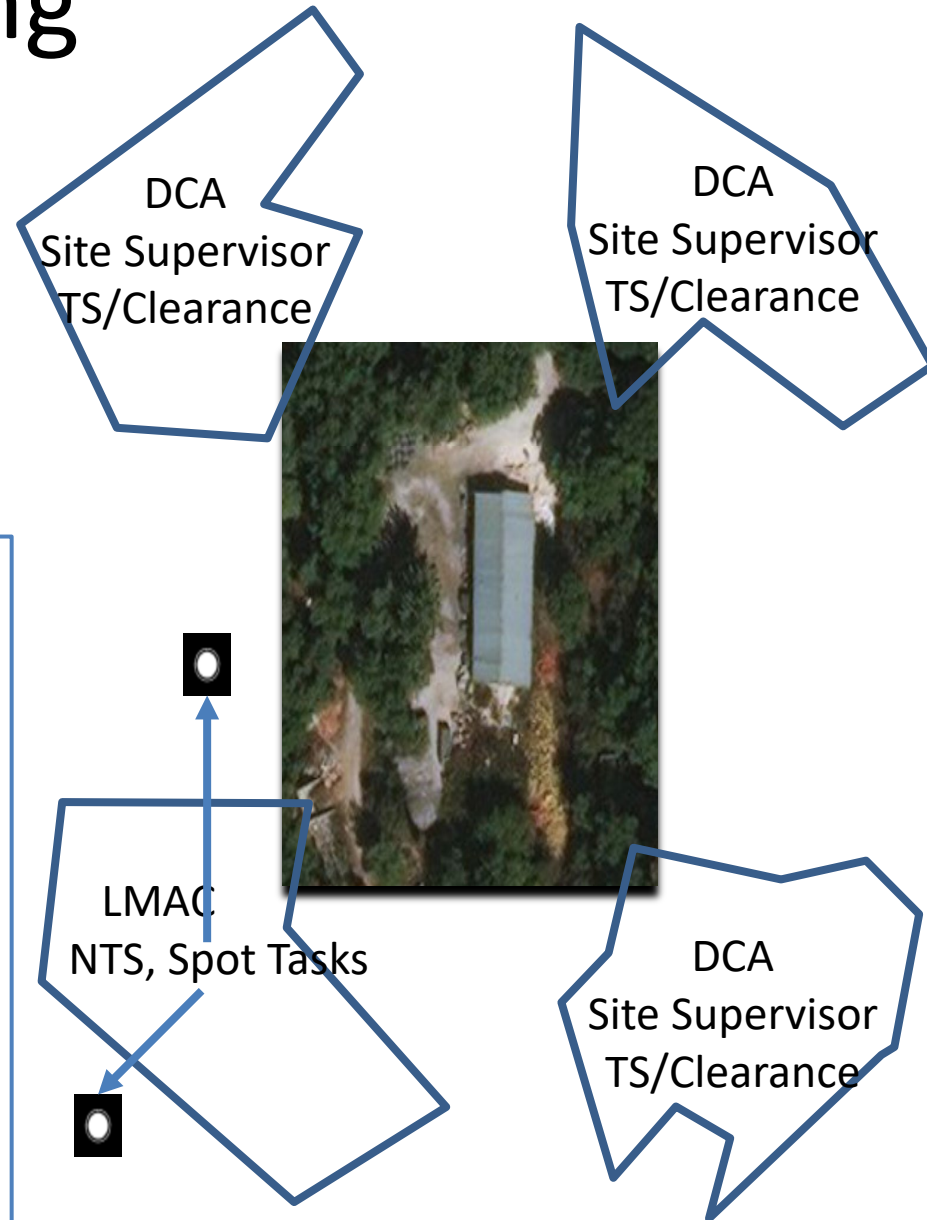 DCA
Site Supervisor
TS/Clearance
DCA
Site Supervisor
TS/Clearance
LMAC
NTS, Spot Tasks
DCA
Site Supervisor
TS/Clearance